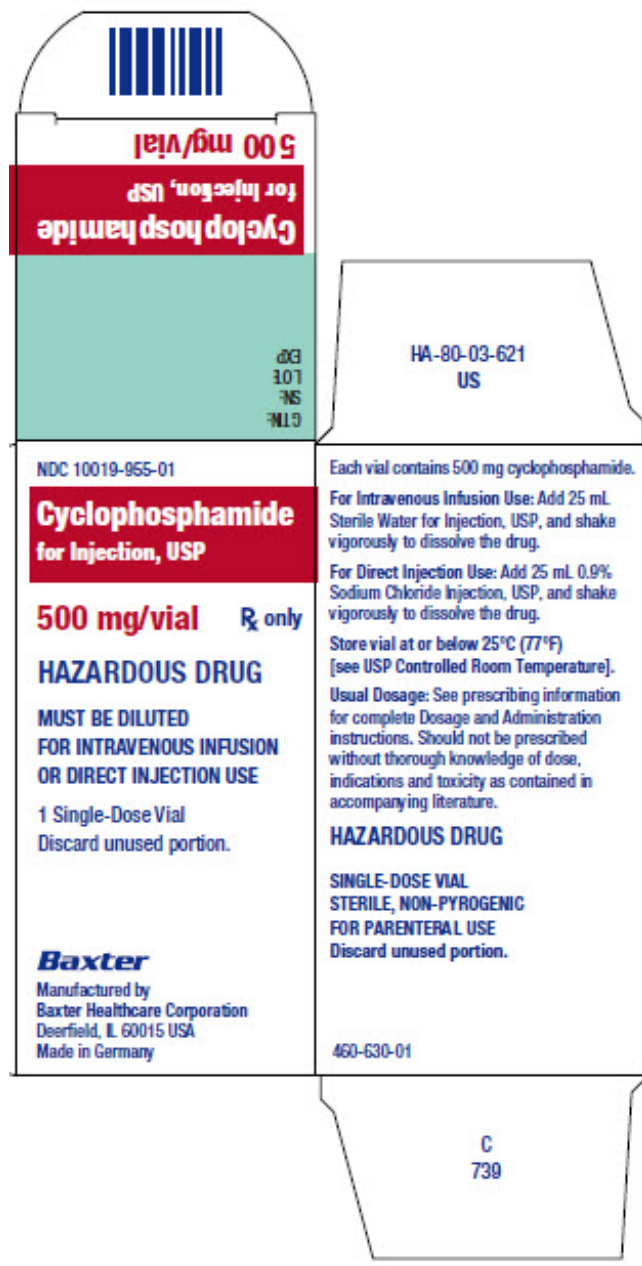 500 mg/vial
for Injection, USP
Cyclophosphamide
EXP:
LOT:
SN:
GTIN:
HA-80-03-621
US
NDC 10019-955-01
Cyclophosphamide
for Injection, USP
500 mg/vial
Rx only
HAZARDOUS DRUG
MUST BE DILUTED
FOR INTRAVENOUS INFUSION
OR DIRECT INJECTION USE
1 Single-Dose Vial
Discard unused portion.
Baxter
Manufactured by
Baxter Healthcare Corporation
Deerfield, IL 60015 USA
Made in Germany
Each vial contains 500 mg cyclophosphamide.
For Intravenous Infusion Use: Add 25 mL
Sterile Water for Injection, USP, and shake
vigorously to dissolve the drug.
For Direct Injection Use: Add 25 mL 0.9%
Sodium Chloride Injection, USP, and shake
vigorously to dissolve the drug.
Store vial at or below 25ºC (77ºF)
[see USP Controlled Room Temperature].
Usual Dosage: See prescribing information
for complete Dosage and Administration
instructions. Should not be prescribed
without thorough knowledge of dose,
indications and toxicity as contained in
accompanying literature.
HAZARDOUS DRUG
SINGLE-DOSE VIAL
STERILE, NON-PYROGENIC
FOR PARENTERAL USE
Discard unused portion.
460-630-01
C
739